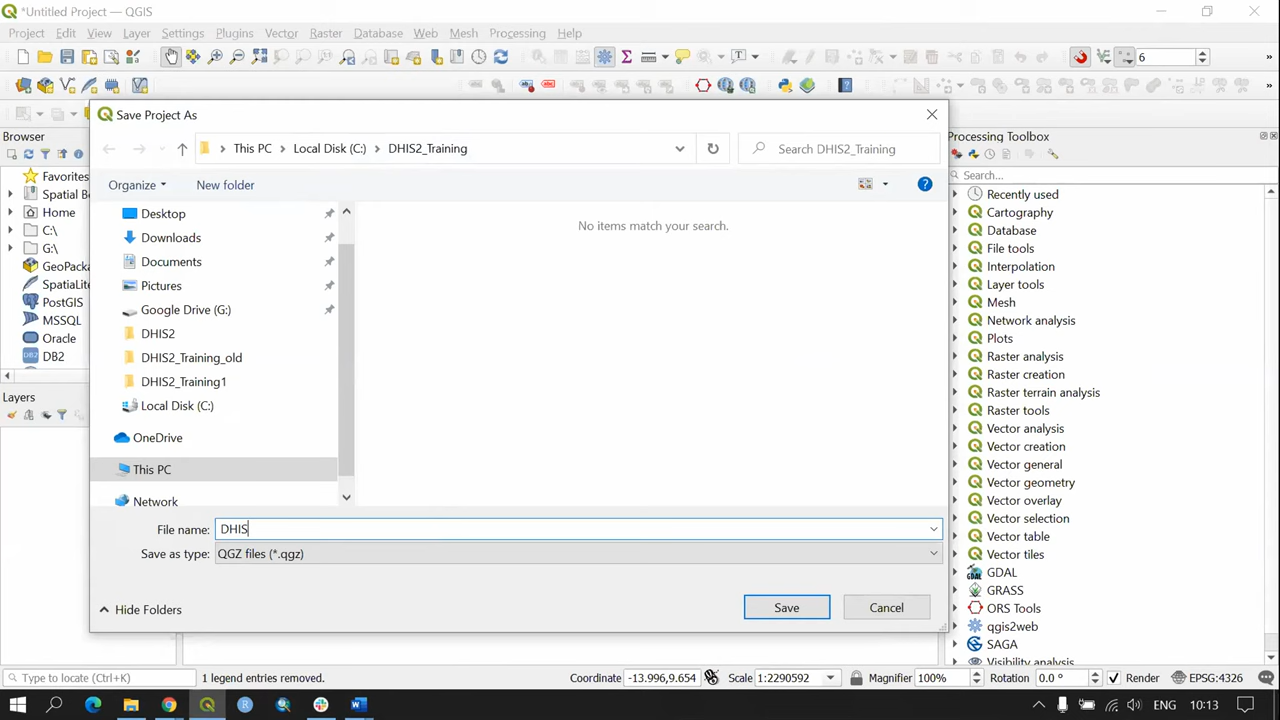 *Untitled Project — QGIS
Project Edit View Layer Settings Plugins Vector Raster Database Web Mesh Processing Help
6
Save Project As
This PC > Local Disk (C:) > DHIS2_Training
Search DHIS2_Training
Organize
New folder
Desktop
Downloads
Documents
Pictures
Google Drive (G:)
DHIS2
DHIS2_Training_old
DHIS2_Training1
Local Disk (C:)
OneDrive
This PC
Network
No items match your search.
File name: DHIS
Save as type: QGZ files (*.qgz)
Hide Folders
Save
Cancel
Browser
Favorites
Spatial B
Home
C:\
G:\
GeoPacka
SpatiaLite
PostGIS
MSSQL
Oracle
DB2
Layers
Processing Toolbox
Search...
Recently used
Cartography
Database
File tools
Interpolation
Layer tools
Mesh
Network analysis
Plots
Raster analysis
Raster creation
Raster terrain analysis
Raster tools
Vector analysis
Vector creation
Vector general
Vector geometry
Vector overlay
Vector selection
Vector table
Vector tiles
GDAL
GRASS
ORS Tools
qgis2web
SAGA
Visibility analysis
Type to locate (Ctrl+K)
1 legend entries removed.
Coordinate -13.996,9.654
Scale 1:2290592
Magnifier 100%
Rotation 0.0 °
Render
EPSG:4326
ENG
10:13